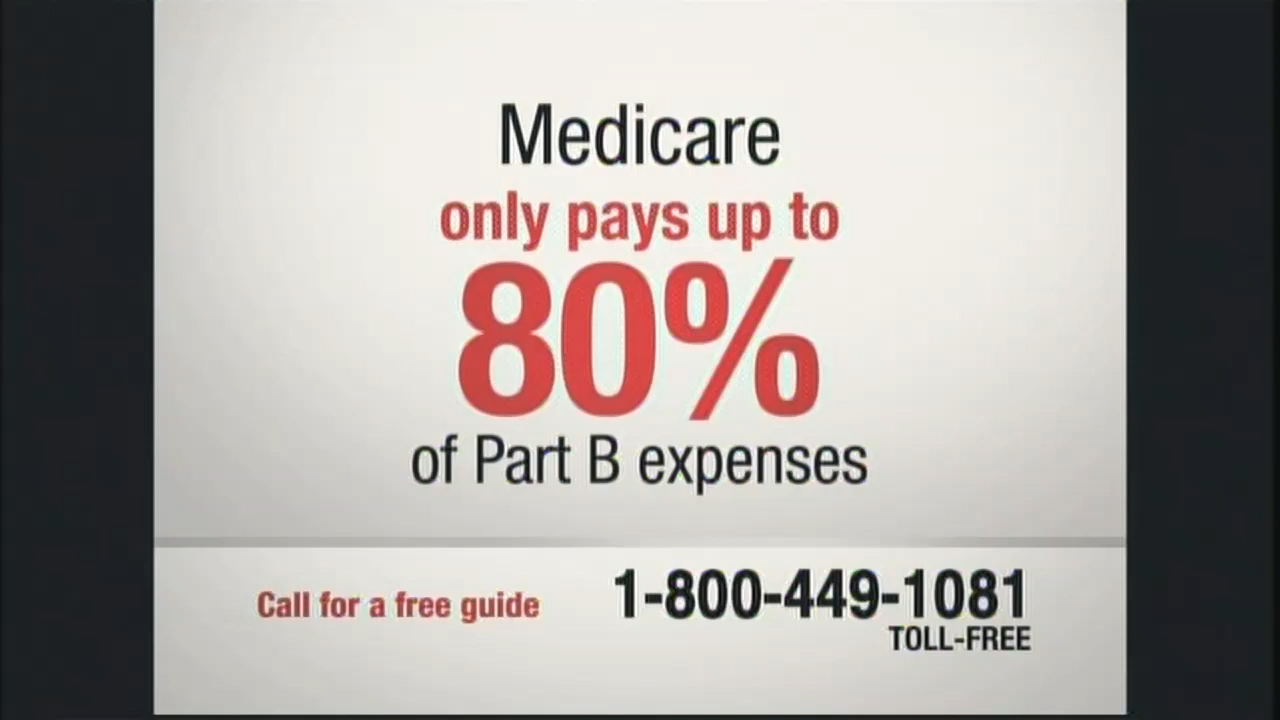 Medicare
only pays up to
80%
of Part B expenses
Call for a free guide
1-800-449-1081
TOLL-FREE